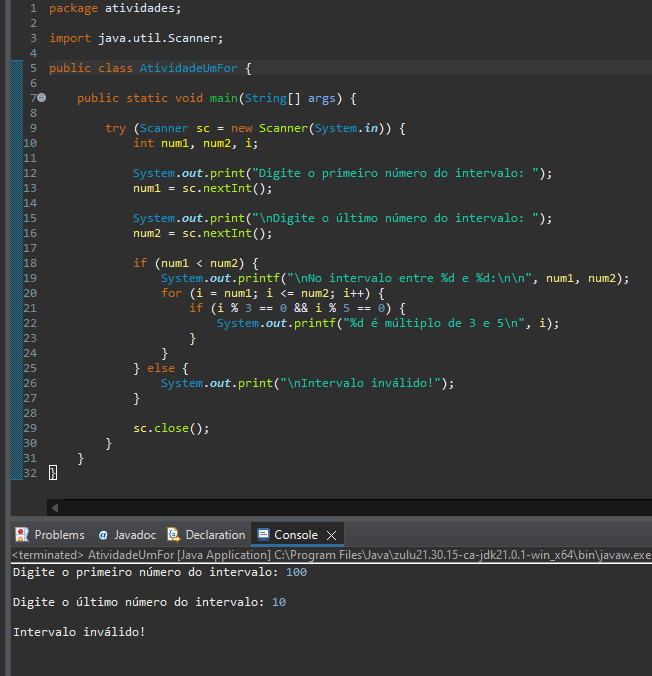 1 package atividades;
2
3 import java.util.Scanner;
4
5 public class AtividadeUmFor {
6
7 public static void main(String[] args) {
8
9 try (Scanner sc = new Scanner(System.in)) {
10 int num1, num2, i;
11
12 System.out.print("Digite o primeiro número do intervalo: ");
13 num1 = sc.nextInt();
14
15 System.out.print("\nDigite o último número do intervalo: ");
16 num2 = sc.nextInt();
17
18 if (num1 < num2) {
19 System.out.printf("\nNo intervalo entre %d e %d:\n\n", num1, num2);
20 for (i = num1; i <= num2; i++) {
21 if (i % 3 == 0 && i % 5 == 0) {
22 System.out.printf("%d é múltiplo de 3 e 5\n", i);
23 }
24 }
25 } else {
26 System.out.print("\nIntervalo inválido!");
27 }
28
29 sc.close();
30 }
31 }
32 }
Problems @ Javadoc Declaration Console
<terminated> AtividadeUmFor [Java Application] C:\Program Files\Java\zulu21.30.15-ca-jdk21.0.1-win_x64\bin\javaw.exe
Digite o primeiro número do intervalo: 100
Digite o último número do intervalo: 10
Intervalo inválido!